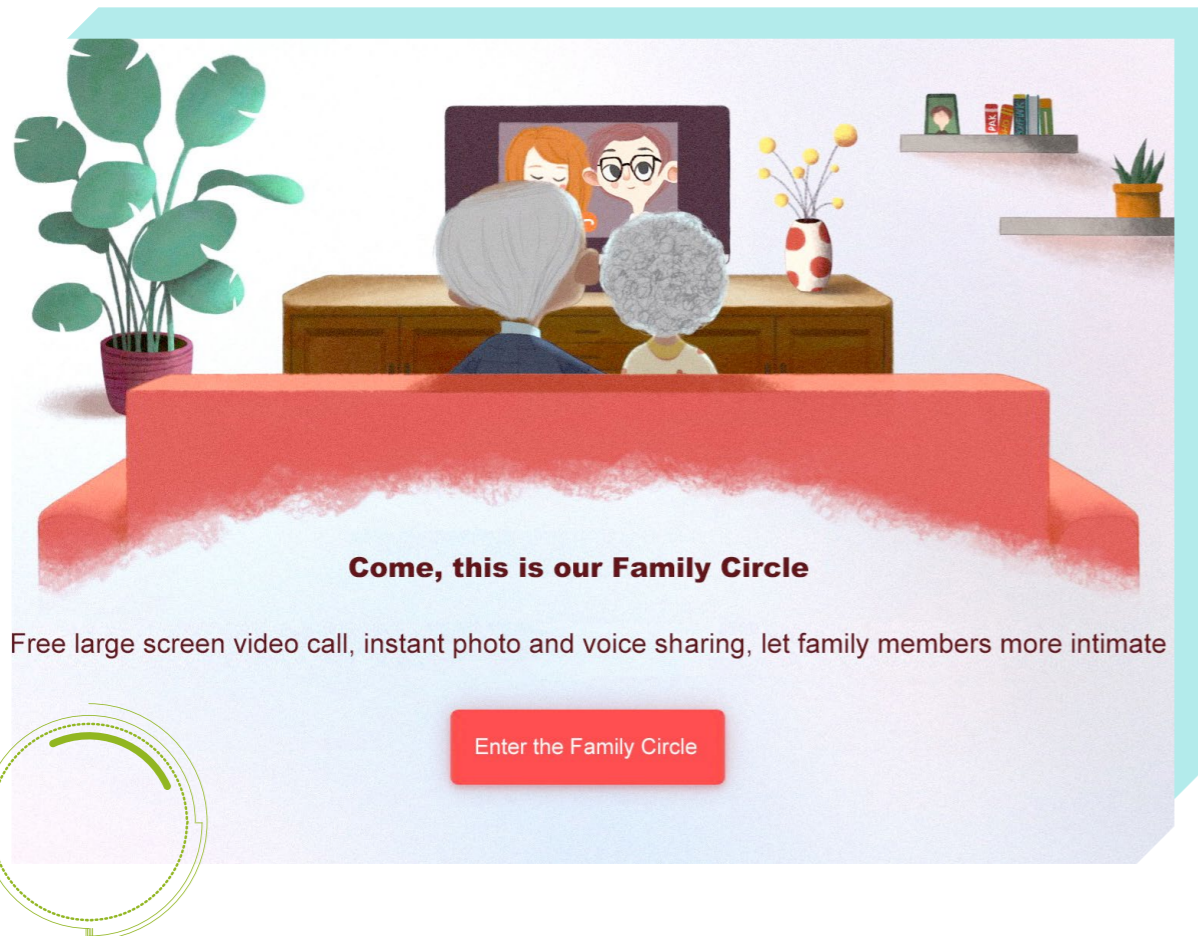 PAK
Come, this is our Family Circle
Free large screen video call, instant photo and voice sharing, let family members more intimate
Enter the Family Circle